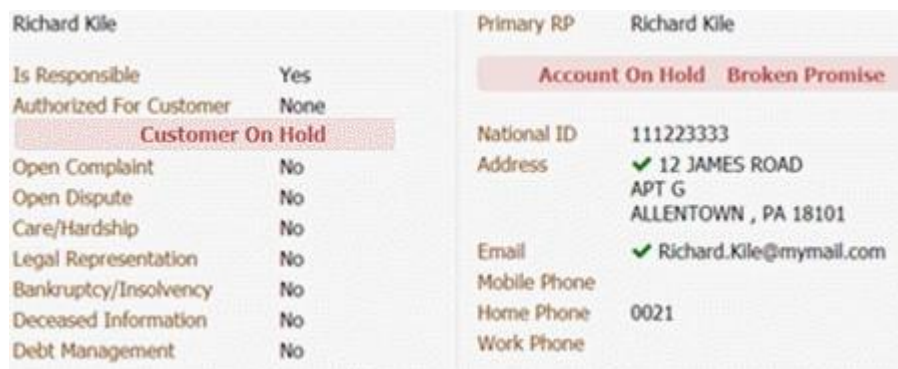 Richard Kile
Is Responsible Yes
Authorized For Customer None
Customer On Hold
Open Complaint No
Open Dispute No
Care/Hardship No
Legal Representation No
Bankruptcy/Insolvency No
Deceased Information No
Debt Management No
Primary RP Richard Kile
Account On Hold Broken Promise
National ID 111223333
Address ✔ 12 JAMES ROAD
APT G
ALLENTOWN , PA 18101
Email ✔ Richard.Kile@mymail.com
Mobile Phone
Home Phone 0021
Work Phone